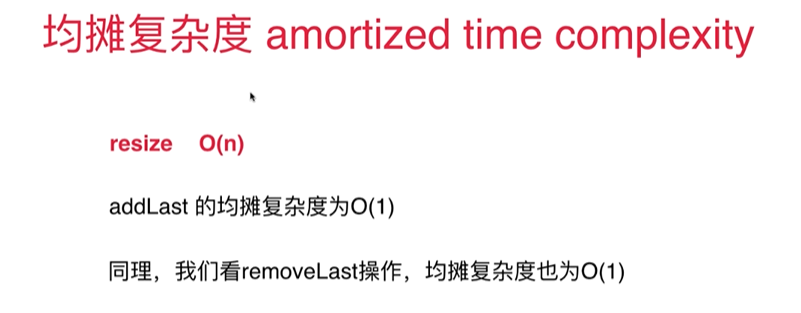 均摊复杂度 amortized time complexity
resize O(n)
addLast 的均摊复杂度为O(1)
同理，我们看removeLast操作，均摊复杂度也为O(1)